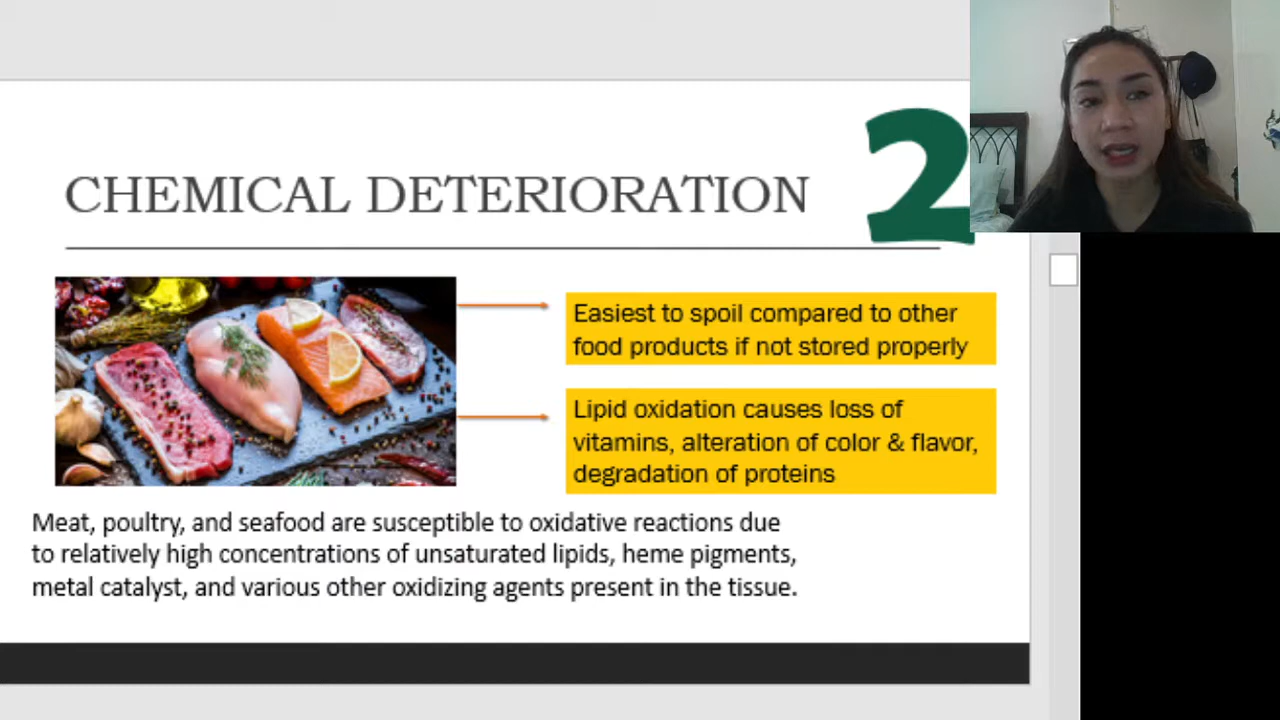 2
CHEMICAL DETERIORATION
Easiest to spoil compared to other
food products if not stored properly
Lipid oxidation causes loss of
vitamins, alteration of color & flavor,
degradation of proteins
Meat, poultry, and seafood are susceptible to oxidative reactions due
to relatively high concentrations of unsaturated lipids, heme pigments,
metal catalyst, and various other oxidizing agents present in the tissue.